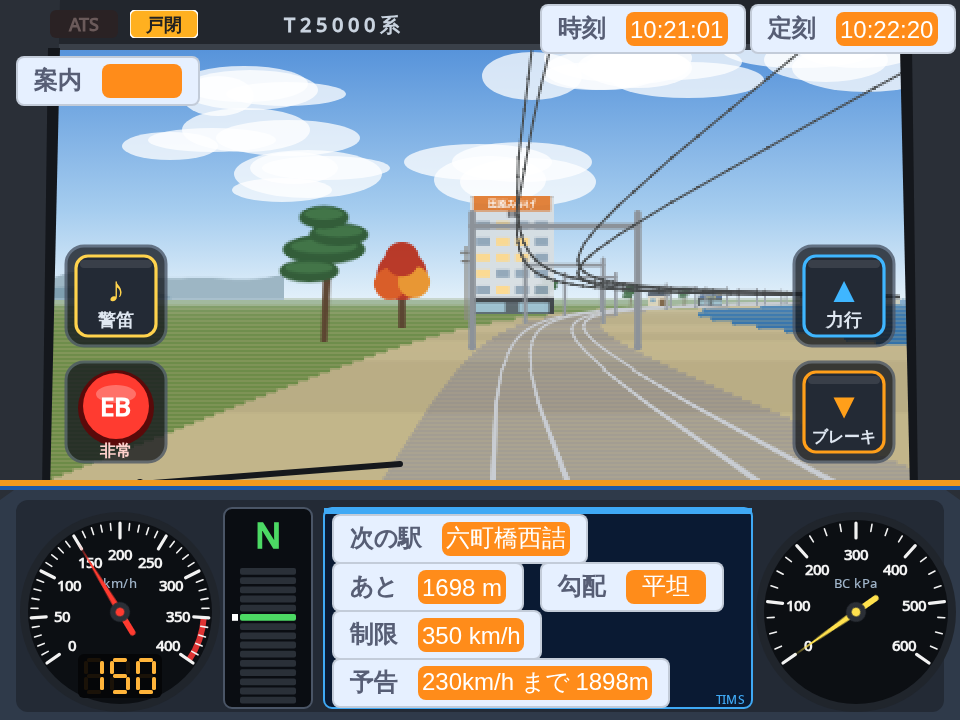 ATS 戸閉 T25000系 時刻 10:21:01 定刻 10:22:20
案内
♪ 警笛
▲ 力行
EB 非常
▼ ブレーキ
0 50 100 150 200 250 300 350 400
km/h
150
N
次の駅 六町橋西詰
あと 1698 m 勾配 平坦
制限 350 km/h
予告 230km/h まで 1898m
TIMS
0 100 200 300 400 500 600
BC kPa